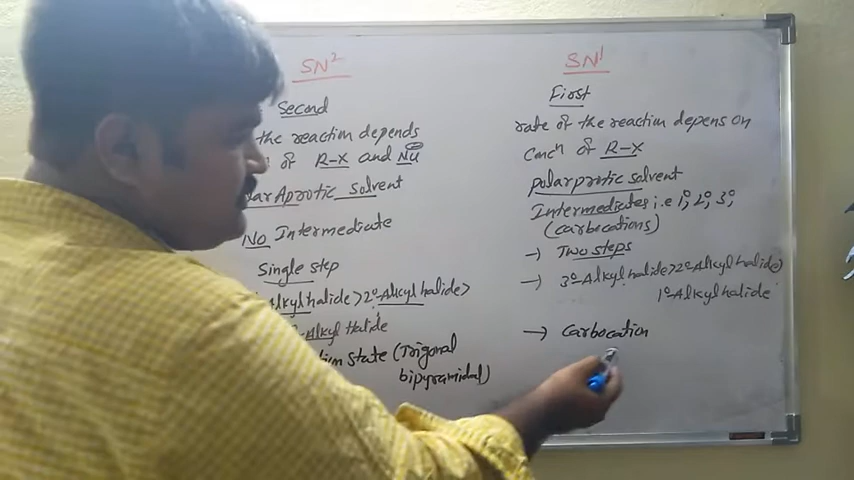 SN²
Second
the reaction depends
of R-X and Nu⊖
Aprotic solvent
No Intermediate
single step
Alkyl halide > 2°-Alkyl halide >
Alkyl halide
state (Trigonal
bipyramidal)
SN¹
First
rate of the reaction depens on
concⁿ of R-X
polar protic solvent
Intermediates i.e 1°, 2°, 3°,
(carbocations)
→ Two steps
→ 3°-Alkyl halide > 2°-Alkyl halide)
1°-Alkyl halide
→ Carbocation